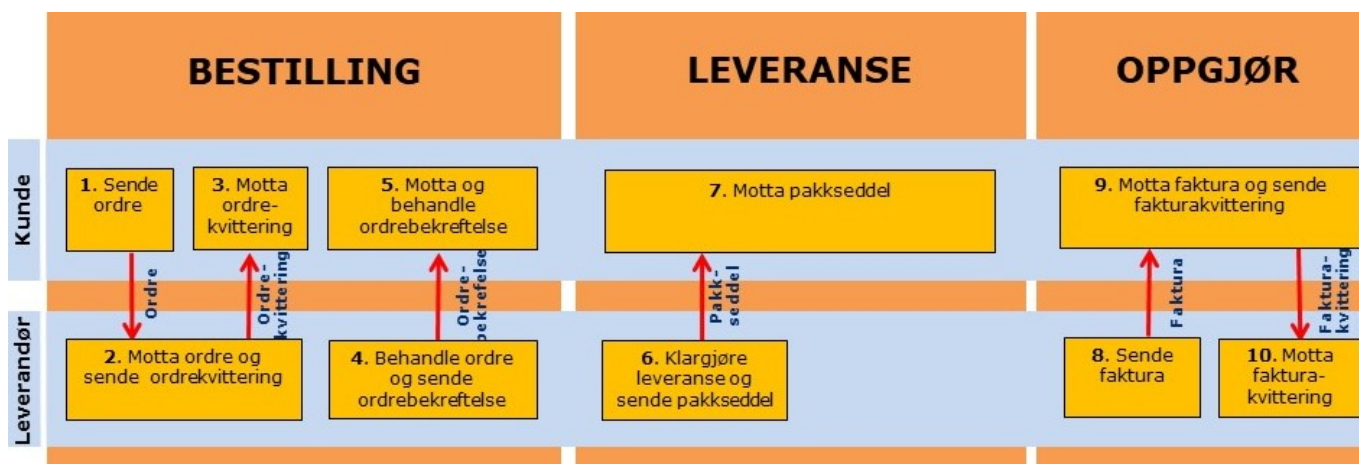 BESTILLING
LEVERANSE
OPPGJØR
Kunde
1. Sende
ordre
3. Motta
ordre-
kvittering
5. Motta og
behandle
ordrebekreftelse
7. Motta pakkseddel
9. Motta faktura og sende
fakturakvittering
Ordre
Ordre-
kvittering
Ordre-
bekrefelse
Pakk-
seddel
Faktura
Faktura-
kvittering
Leverandør
2. Motta ordre og
sende ordrekvittering
4. Behandle ordre
og sende
ordrebekreftelse
6. Klargjøre
leveranse og
sende pakkseddel
8. Sende
faktura
10. Motta
faktura-
kvittering